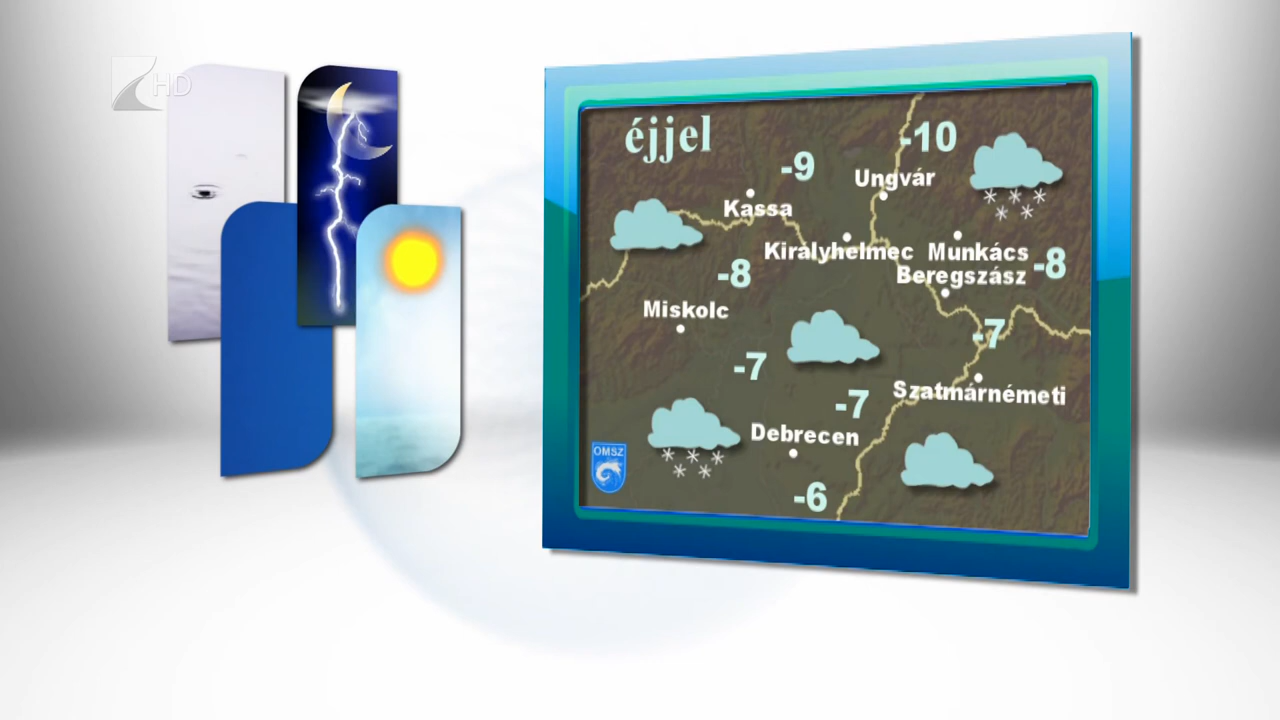 HD
éjjel
-10
-9
Ungvár
Kassa
Királyhelmec
Munkács
-8
Beregszász
-8
Miskolc
-7
-7
-7
Szatmárnémeti
Debrecen
OMSZ
-6